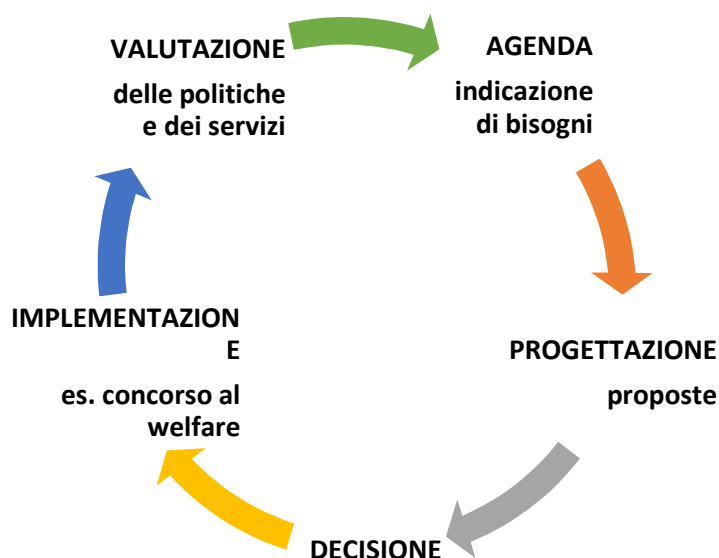 VALUTAZIONE
delle politiche
e dei servizi
AGENDA
indicazione
di bisogni
PROGETTAZIONE
proposte
DECISIONE
IMPLEMENTAZION
E
es. concorso al
welfare